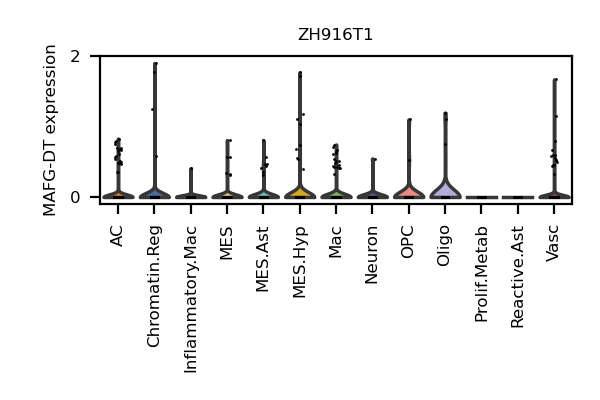 ZH916T1
MAFG-DT expression
2
0
AC
Chromatin.Reg
Inflammatory.Mac
MES
MES.Ast
MES.Hyp
Mac
Neuron
OPC
Oligo
Prolif.Metab
Reactive.Ast
Vasc